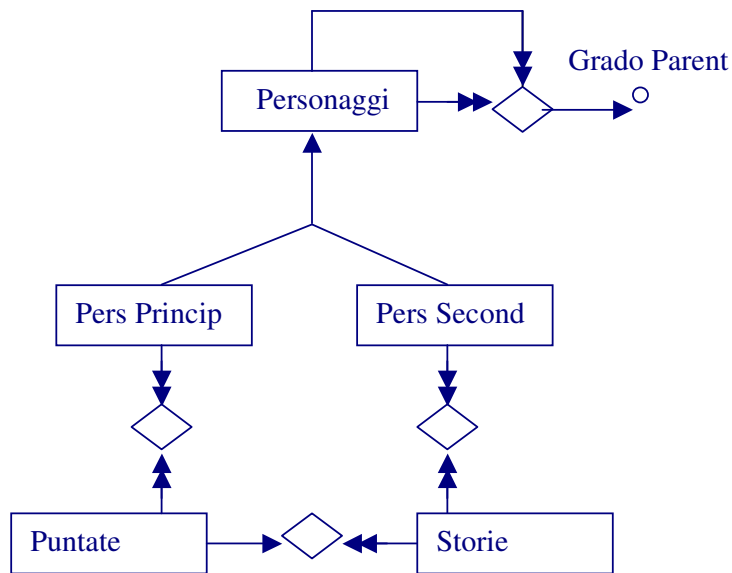 Grado Parent
Personaggi
Pers Princip
Pers Second
Puntate
Storie